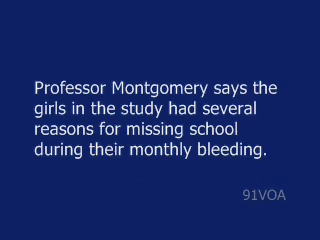 Professor Montgomery says the
girls in the study had several
reasons for missing school
during their monthly bleeding.
91VOA